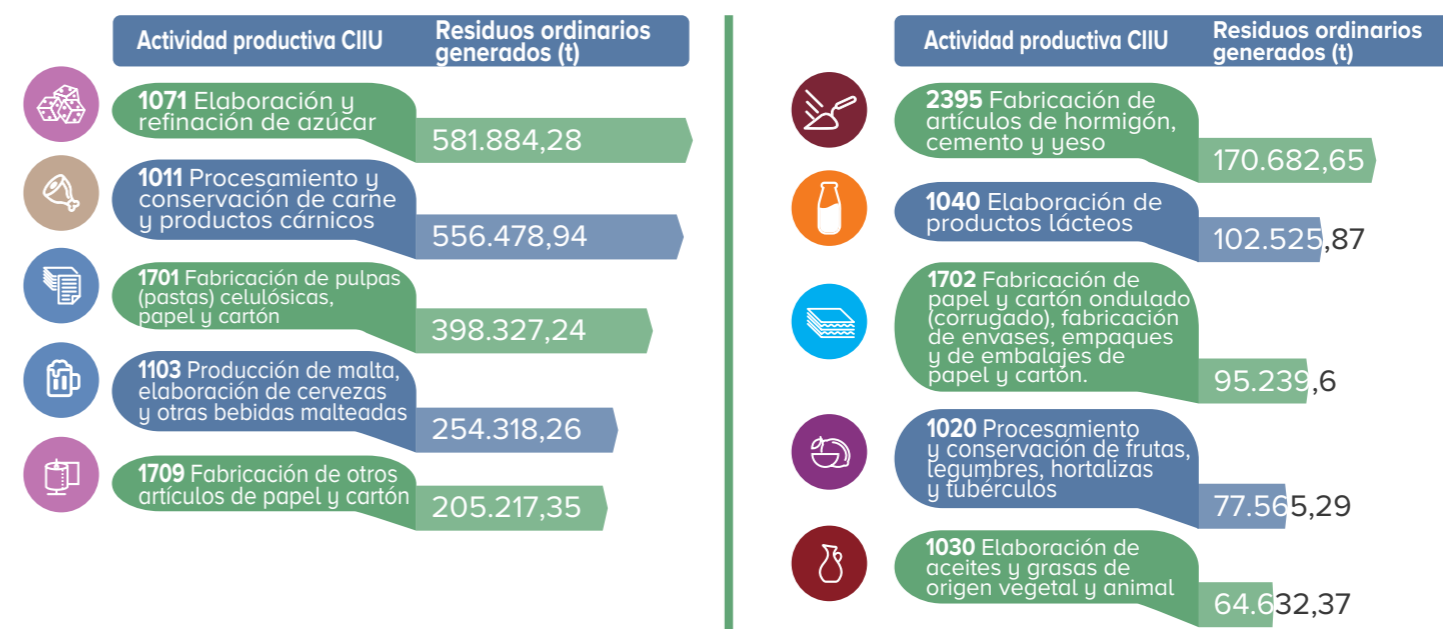 Actividad productiva CIIU
Residuos ordinarios
generados (t)
1071 Elaboración y
refinación de azúcar
581.884,28
1011 Procesamiento y
conservación de carne
y productos cárnicos
556.478,94
1701 Fabricación de pulpas
(pastas) celulósicas,
papel y cartón
398.327,24
1103 Producción de malta,
elaboración de cervezas
y otras bebidas malteadas
254.318,26
1709 Fabricación de otros
artículos de papel y cartón
205.217,35
Actividad productiva CIIU
Residuos ordinarios
generados (t)
2395 Fabricación de
artículos de hormigón,
cemento y yeso
170.682,65
1040 Elaboración de
productos lácteos
102.525,87
1702 Fabricación de
papel y cartón ondulado
(corrugado), fabricación
de envases, empaques
y de embalajes de
papel y cartón.
95.239,6
1020 Procesamiento
y conservación de frutas,
legumbres, hortalizas
y tubérculos
77.565,29
1030 Elaboración de
aceites y grasas de
origen vegetal y animal
64.632,37